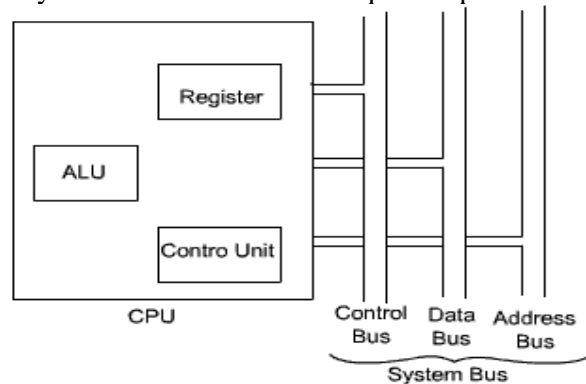 Register
ALU
Contro Unit
CPU
Control Data Address
Bus Bus Bus
System Bus